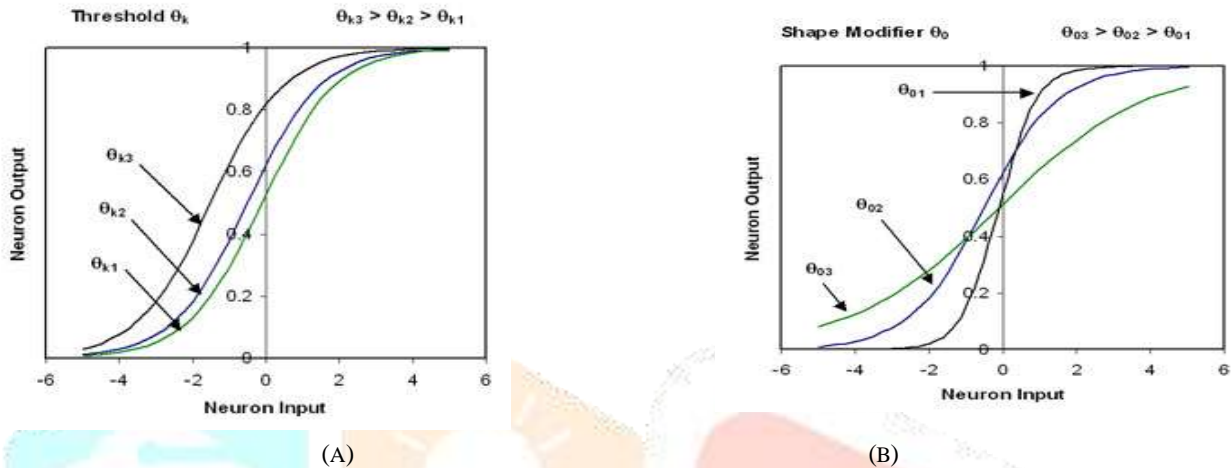 Threshold θk
θk3 > θk2 > θk1
Neuron Output
1
0.8
0.6
0.4
0.2
0
θk3
θk2
θk1
-6
-4
-2
0
2
4
6
Neuron Input
(A)
Shape Modifier θ0
θ03 > θ02 > θ01
Neuron Output
1
0.8
0.6
0.4
0.2
0
θ01
θ02
θ03
-6
-4
-2
0
2
4
6
Neuron Input
(B)